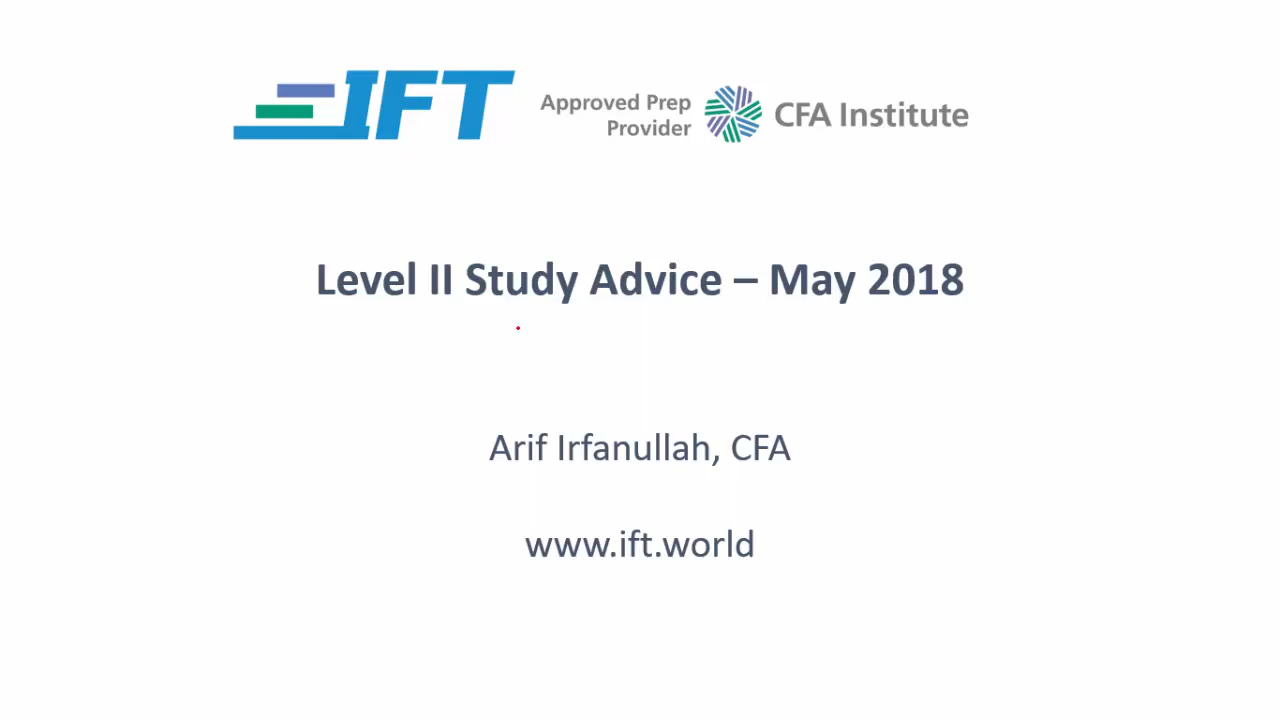 IFT
Approved Prep
Provider
CFA Institute
Level II Study Advice – May 2018
Arif Irfanullah, CFA
www.ift.world